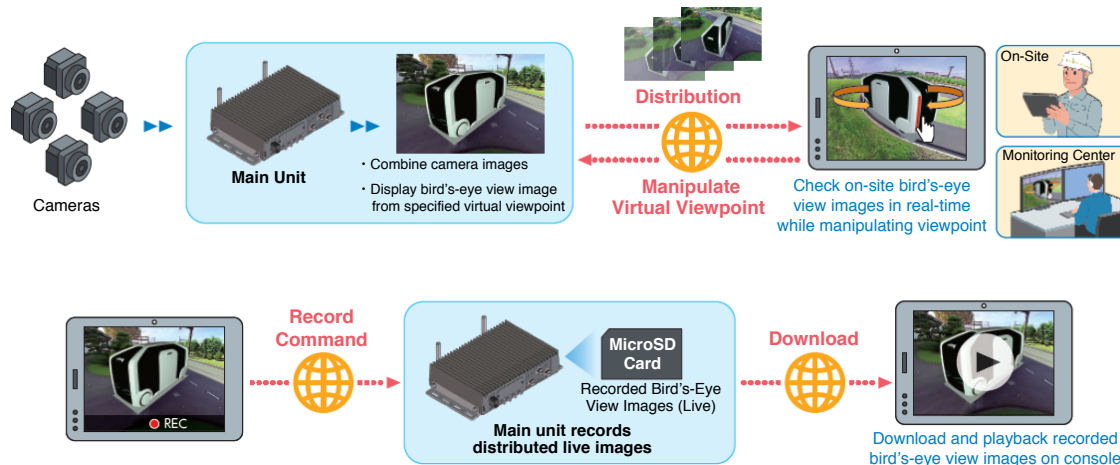 Cameras
Main Unit
・Combine camera images
・Display bird’s-eye view image
from specified virtual viewpoint
Distribution
Manipulate
Virtual Viewpoint
Check on-site bird’s-eye
view images in real-time
while manipulating viewpoint
On-Site
Monitoring Center
REC
Record
Command
MicroSD
Card
Recorded Bird’s-Eye
View Images (Live)
Main unit records
distributed live images
Download
Download and playback recorded
bird’s-eye view images on console